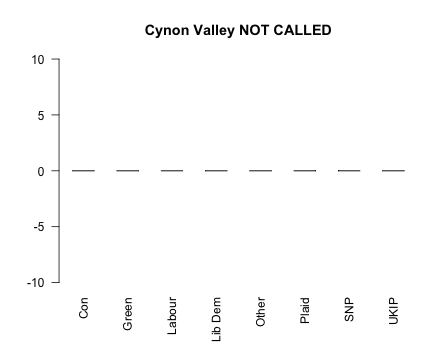 Cynon Valley NOT CALLED
10
5
0
-5
-10
Con
Green
Labour
Lib Dem
Other
Plaid
SNP
UKIP